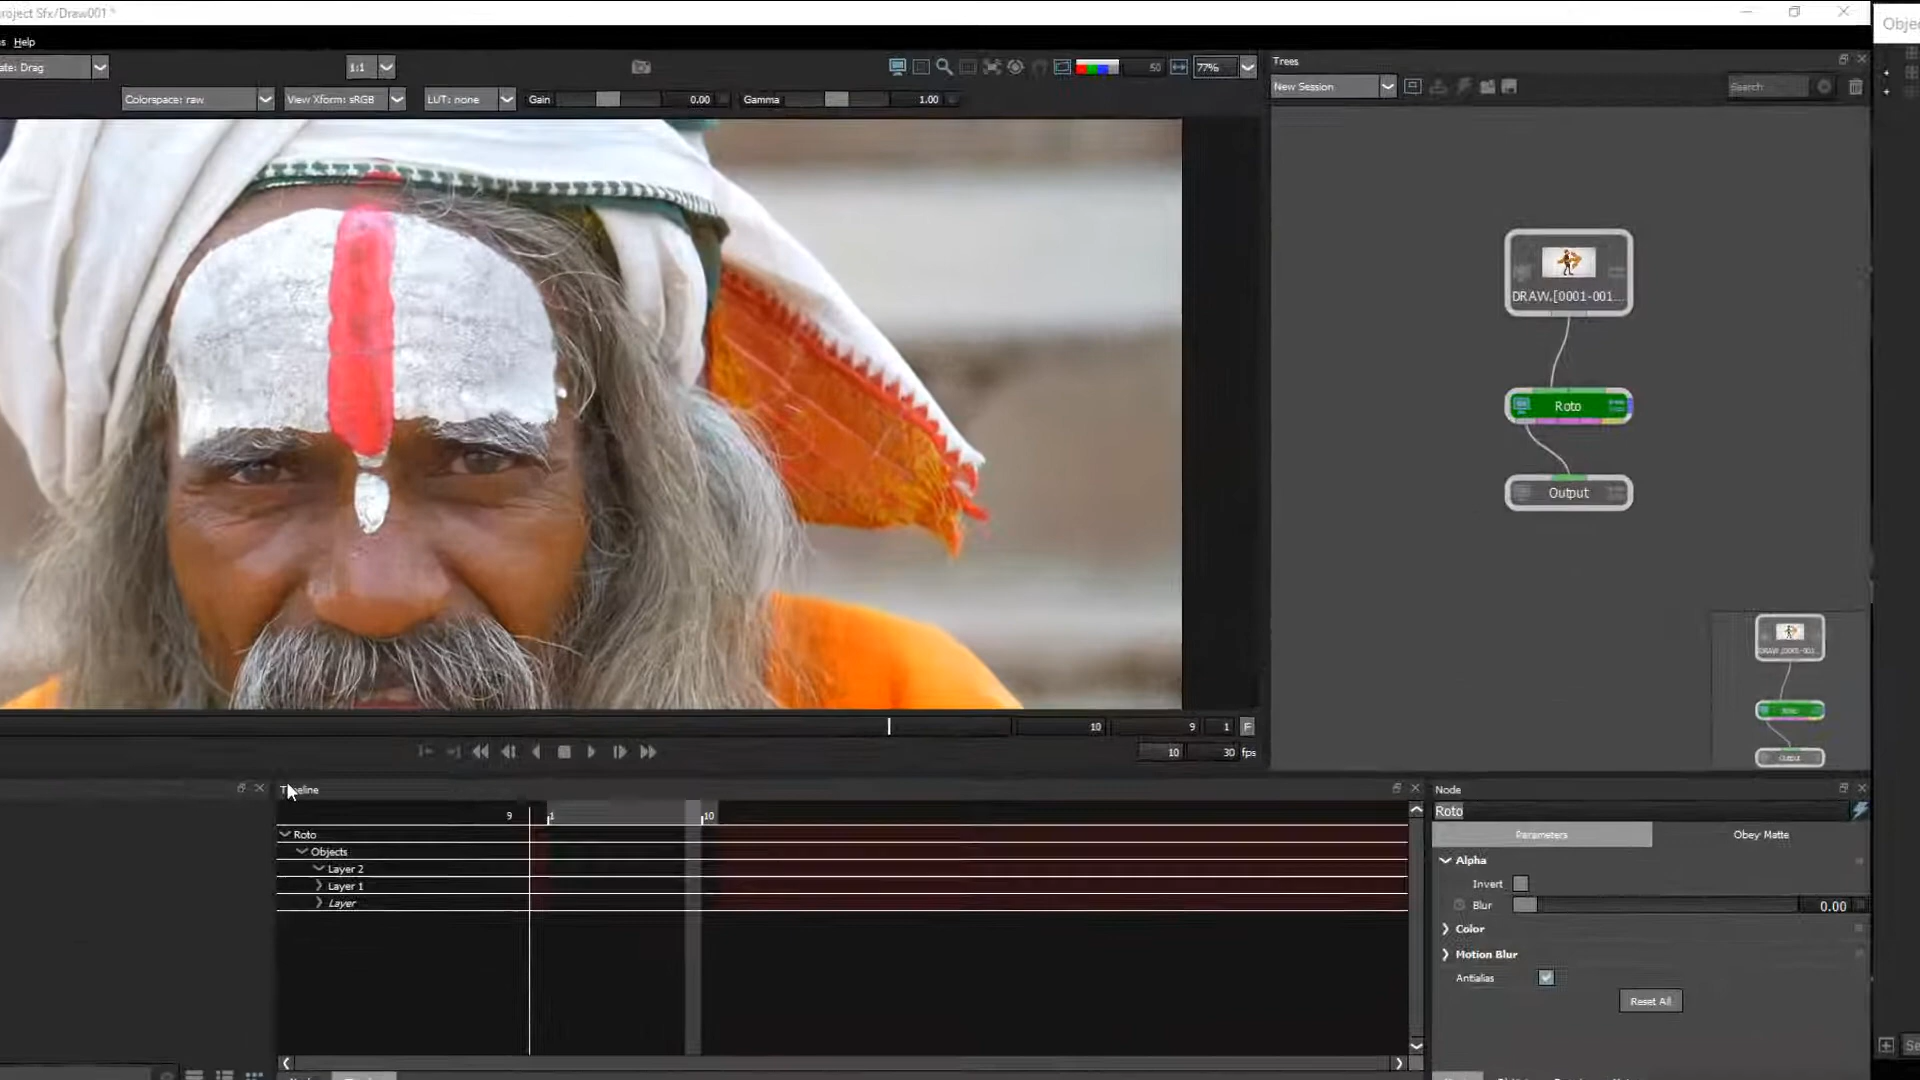 roject Sfx/Draw001 *
s Help
ate: Drag
1:1
50
77%
Colorspace: raw
View Xform: sRGB
LUT: none
Gain
0.00
Gamma
1.00
Trees
New Session
Search
DRAW.[0001-001...
Roto
Output
10
9
1
F
10
30 fps
Timeline
9
1
10
Roto
Objects
Layer 2
Layer 1
Layer
Node
Roto
Parameters
Obey Matte
Alpha
Invert
Blur
0.00
Color
Motion Blur
Antialias
Reset All
Objec
Se